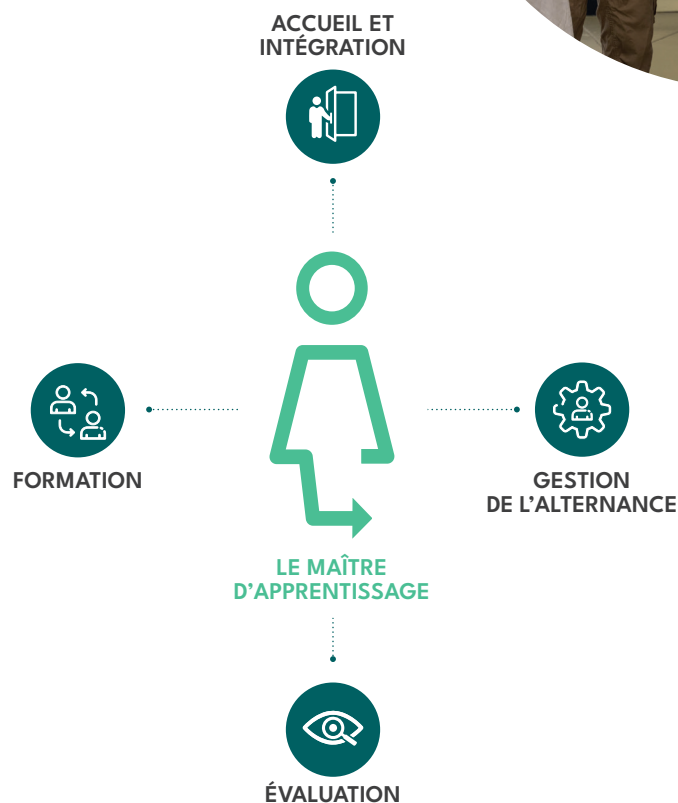 ACCUEIL ET
INTÉGRATION
FORMATION
GESTION
DE L’ALTERNANCE
LE MAÎTRE
D’APPRENTISSAGE
ÉVALUATION